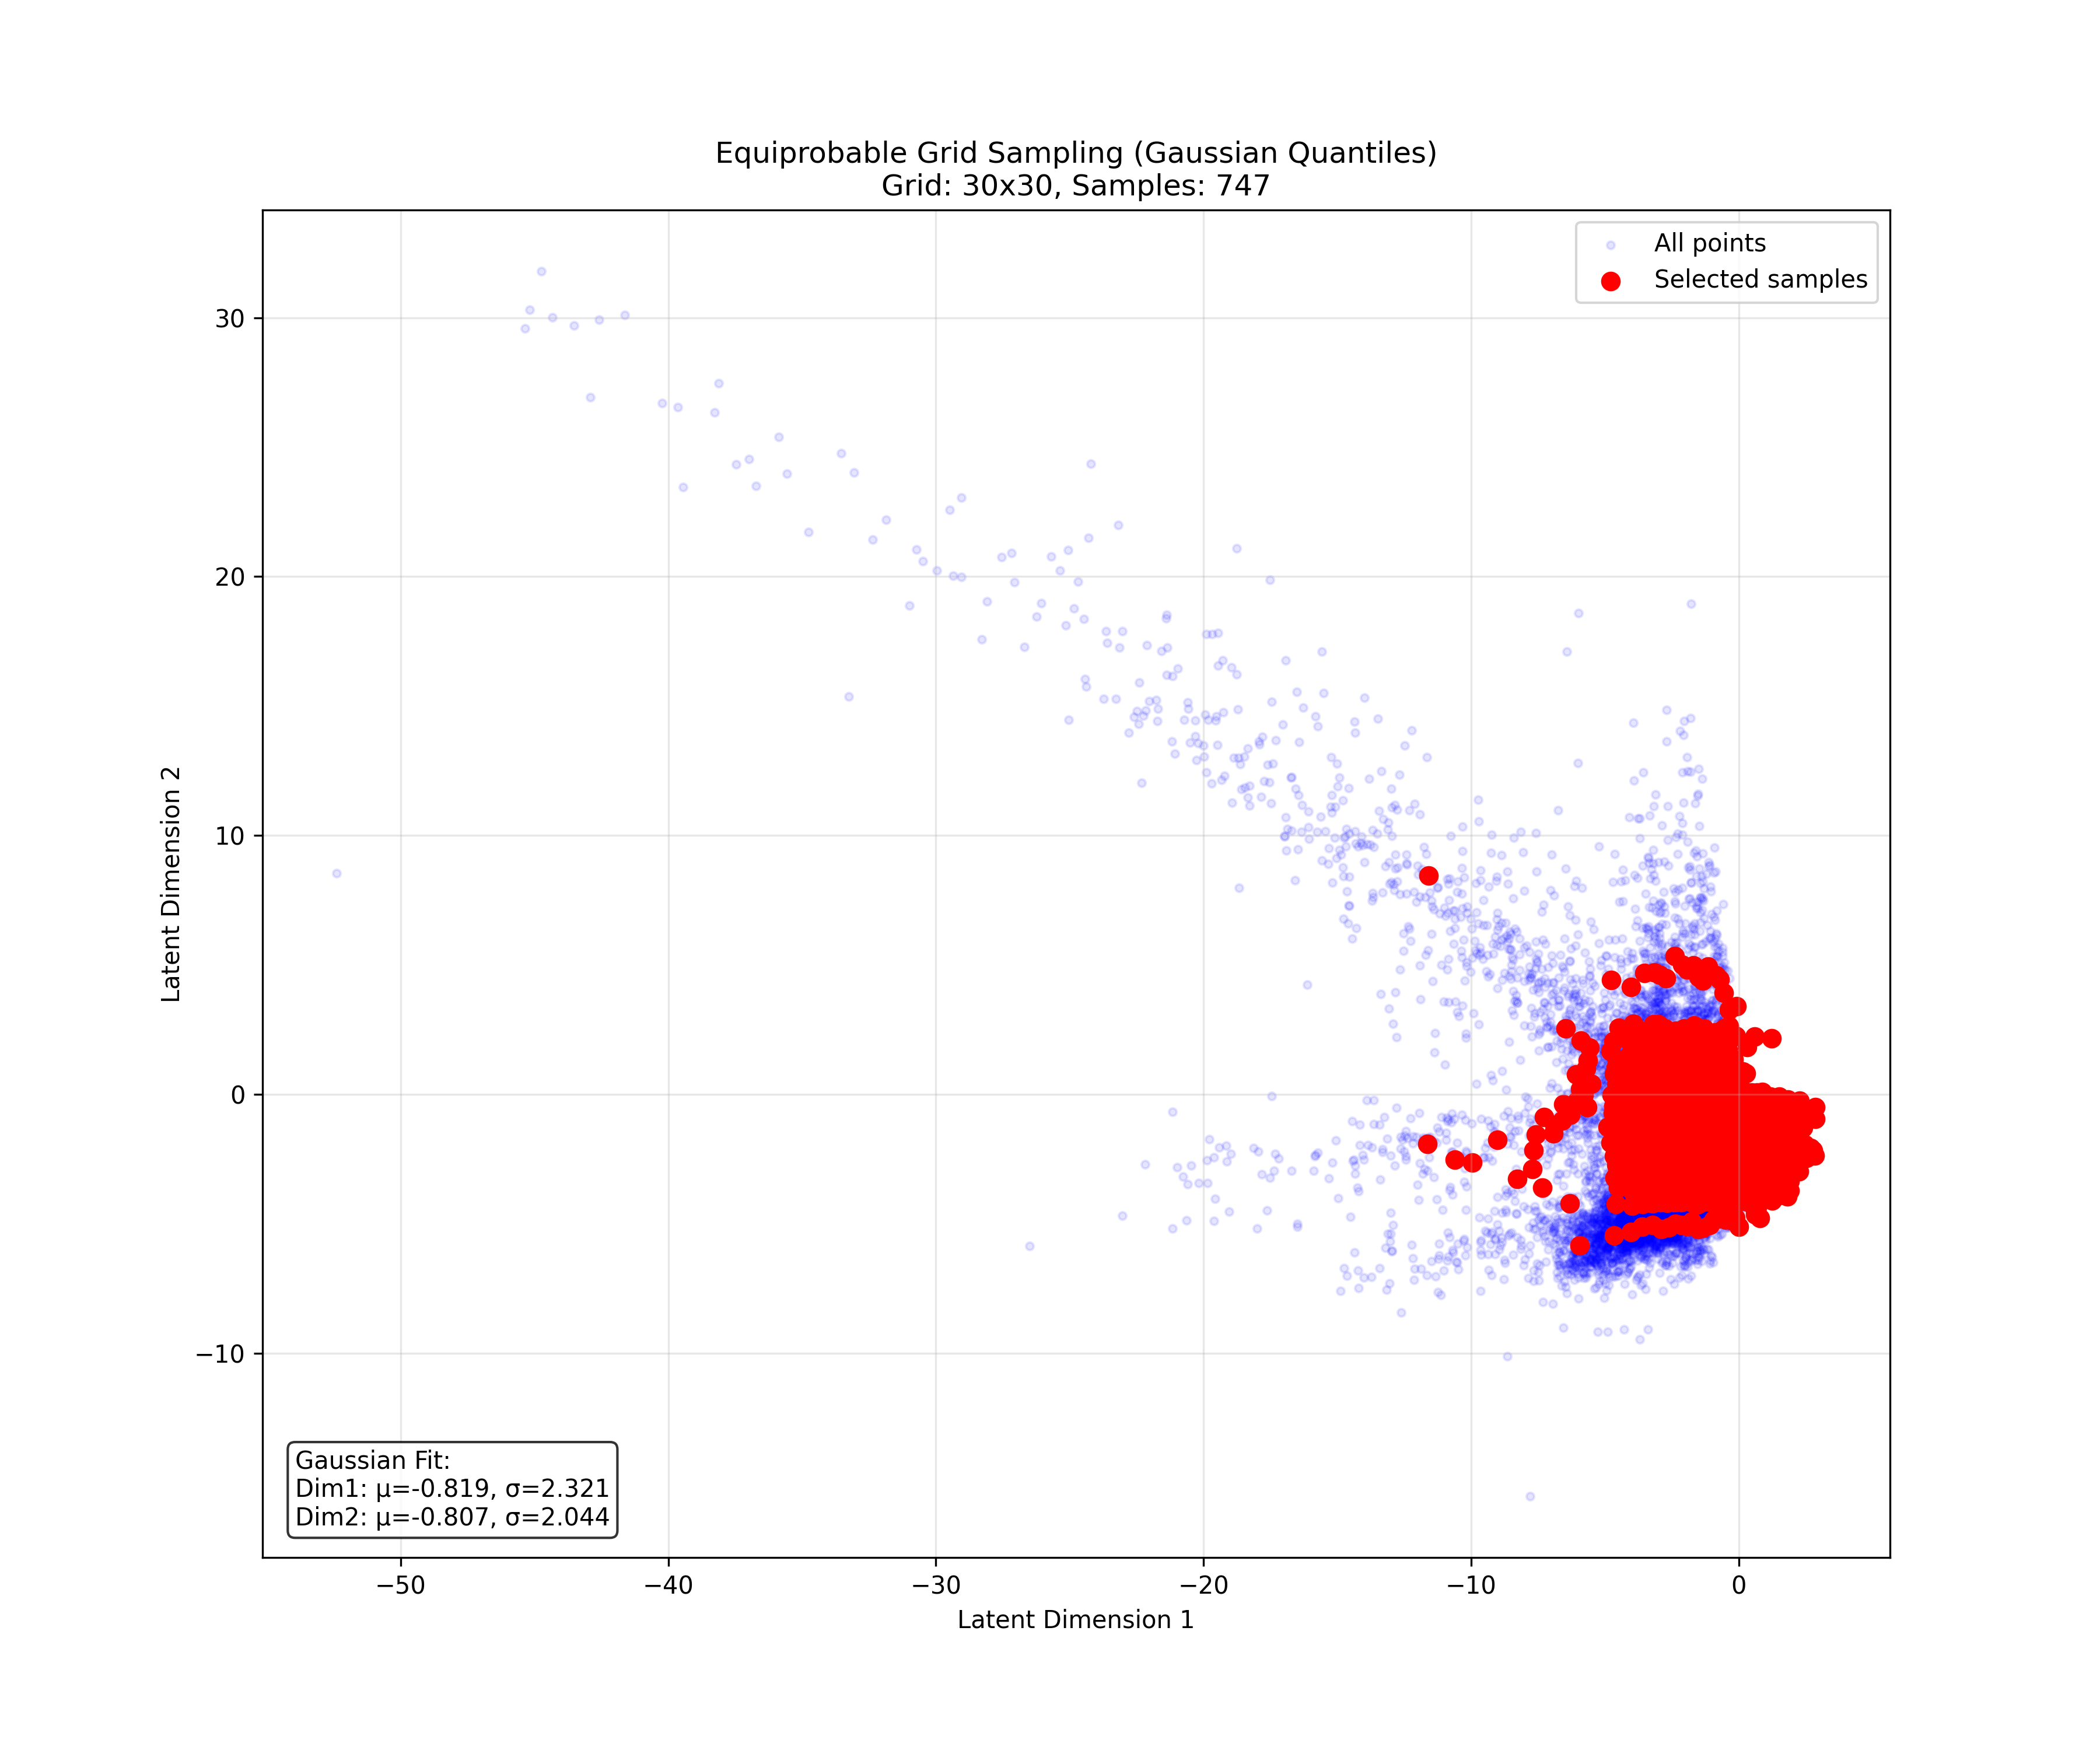 Equiprobable Grid Sampling (Gaussian Quantiles)
Grid: 30x30, Samples: 747
All points
Selected samples
30
20
10
0
−10
Latent Dimension 2
Gaussian Fit:
Dim1: μ=-0.819, σ=2.321
Dim2: μ=-0.807, σ=2.044
−50
−40
−30
−20
−10
0
Latent Dimension 1